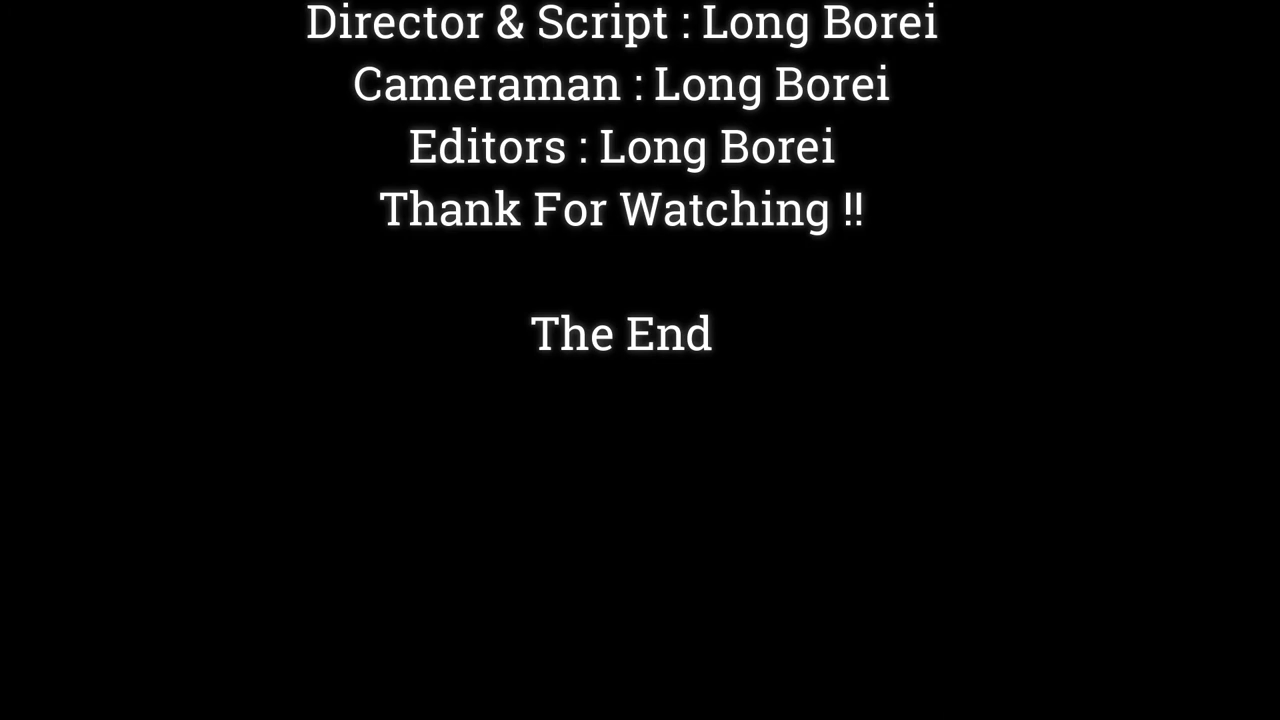 Director & Script : Long Borei
Cameraman : Long Borei
Editors : Long Borei
Thank For Watching !!
The End